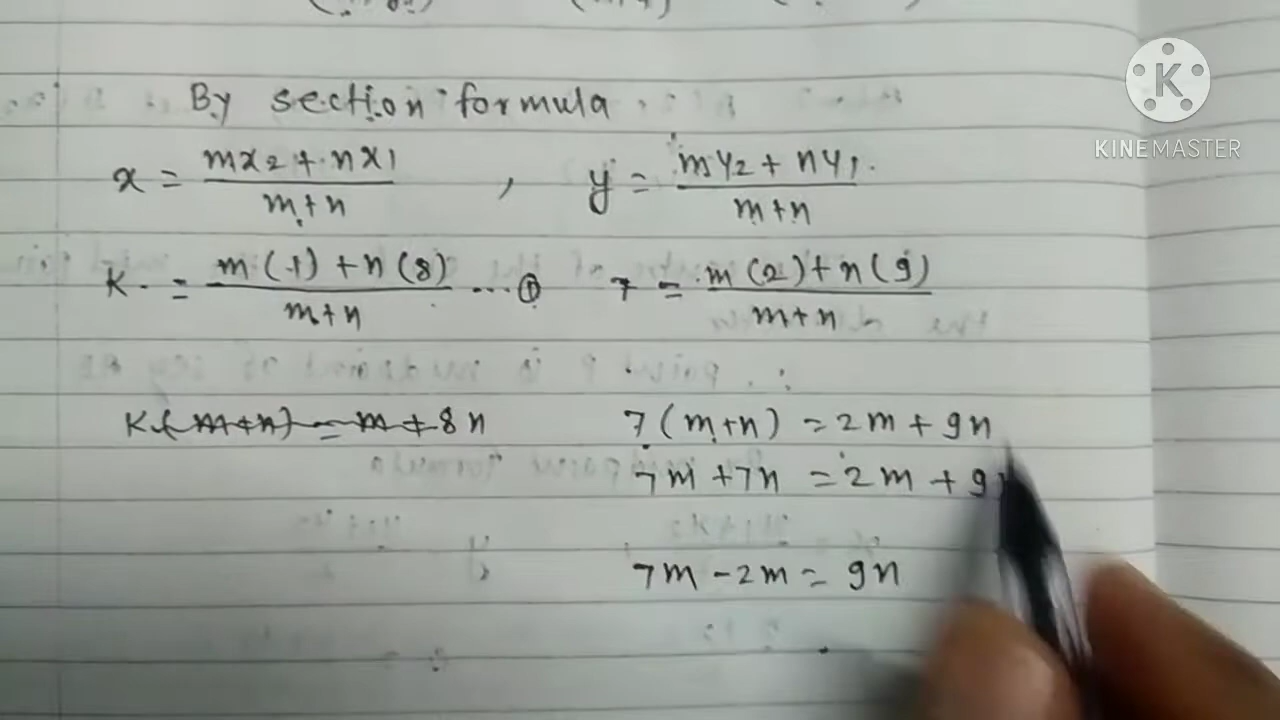 By section formula
x = mx2 + nx1 / m+n , y = my2 + ny1 / m+n
K = m(1) + n(8) / m+n ...① 7 = m(2) + n(9) / m+n
K(m+n) = m + 8n 7(m+n) = 2m + 9n
7m + 7n = 2m + 9n
7m - 2m = 9n
K
KINEMASTER